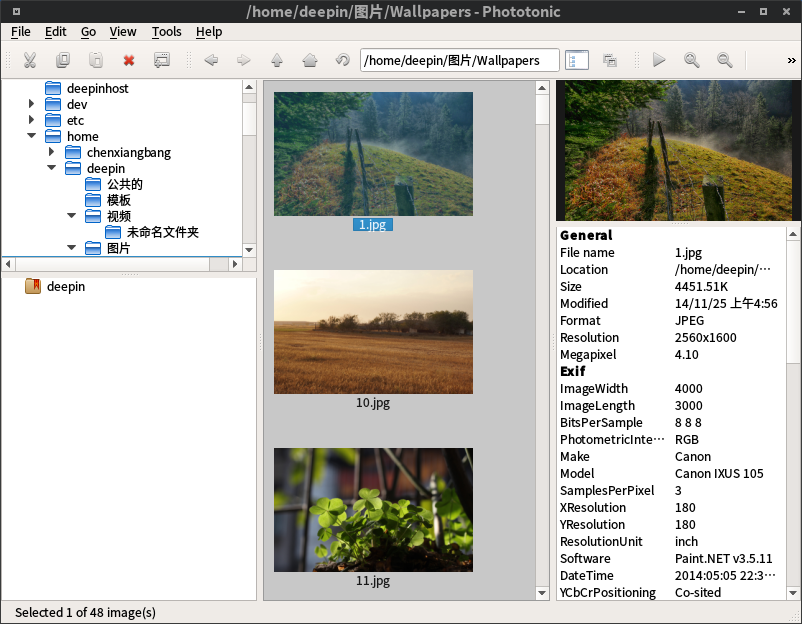 /home/deepin/图片/Wallpapers - Phototonic
File Edit Go View Tools Help
/home/deepin/图片/Wallpapers »
deepinhost
dev
etc
home
chenxiangbang
deepin
公共的
模板
视频
未命名文件夹
图片
deepin
1.jpg
10.jpg
11.jpg
General
File name 1.jpg
Location /home/deepin/···
Size 4451.51K
Modified 14/11/25 上午4:56
Format JPEG
Resolution 2560x1600
Megapixel 4.10
Exif
ImageWidth 4000
ImageLength 3000
BitsPerSample 8 8 8
PhotometricInte··· RGB
Make Canon
Model Canon IXUS 105
SamplesPerPixel 3
XResolution 180
YResolution 180
ResolutionUnit inch
Software Paint.NET v3.5.11
DateTime 2014:05:05 22:3···
YCbCrPositioning Co-sited
Selected 1 of 48 image(s)